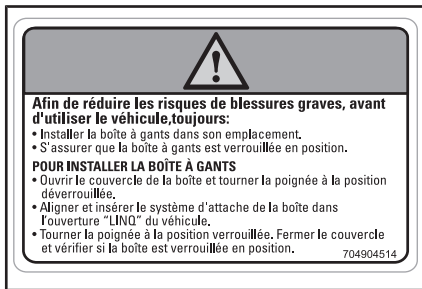 Afin de réduire les risques de blessures graves, avant
d'utiliser le véhicule,toujours:
• Installer la boîte à gants dans son emplacement.
• S'assurer que la boîte à gants est verrouillée en position.
POUR INSTALLER LA BOÎTE À GANTS
• Ouvrir le couvercle de la boîte et tourner la poignée à la position
déverrouillée.
• Aligner et insérer le système d'attache de la boîte dans
l'ouverture "LINQ" du véhicule.
• Tourner la poignée à la position verrouillée. Fermer le couvercle
et vérifier si la boîte est verrouillée en position.
704904514